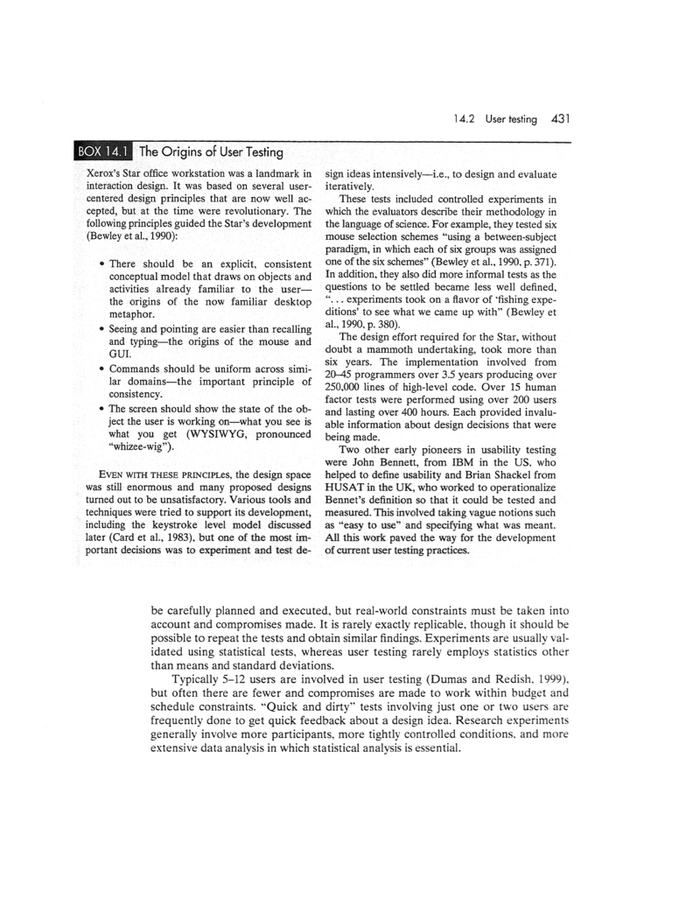 14.2 User testing 431
BOX 14.1 The Origins of User Testing
Xerox's Star office workstation was a landmark in
interaction design. It was based on several user-
centered design principles that are now well ac-
cepted, but at the time were revolutionary. The
following principles guided the Star's development
(Bewley et al., 1990):
• There should be an explicit, consistent
conceptual model that draws on objects and
activities already familiar to the user—
the origins of the now familiar desktop
metaphor.
• Seeing and pointing are easier than recalling
and typing—the origins of the mouse and
GUI.
• Commands should be uniform across simi-
lar domains—the important principle of
consistency.
• The screen should show the state of the ob-
ject the user is working on—what you see is
what you get (WYSIWYG, pronounced
"whizee-wig").
EVEN WITH THESE PRINCIPLEs, the design space
was still enormous and many proposed designs
turned out to be unsatisfactory. Various tools and
techniques were tried to support its development,
including the keystroke level model discussed
later (Card et al., 1983), but one of the most im-
portant decisions was to experiment and test de-
sign ideas intensively—i.e., to design and evaluate
iteratively.
These tests included controlled experiments in
which the evaluators describe their methodology in
the language of science. For example, they tested six
mouse selection schemes "using a between-subject
paradigm, in which each of six groups was assigned
one of the six schemes" (Bewley et al., 1990, p. 371).
In addition, they also did more informal tests as the
questions to be settled became less well defined,
"... experiments took on a flavor of 'fishing expe-
ditions' to see what we came up with" (Bewley et
al., 1990, p. 380).
The design effort required for the Star, without
doubt a mammoth undertaking, took more than
six years. The implementation involved from
20–45 programmers over 3.5 years producing over
250,000 lines of high-level code. Over 15 human
factor tests were performed using over 200 users
and lasting over 400 hours. Each provided invalu-
able information about design decisions that were
being made.
Two other early pioneers in usability testing
were John Bennett, from IBM in the US, who
helped to define usability and Brian Shackel from
HUSAT in the UK, who worked to operationalize
Bennet's definition so that it could be tested and
measured. This involved taking vague notions such
as "easy to use" and specifying what was meant.
All this work paved the way for the development
of current user testing practices.
be carefully planned and executed, but real-world constraints must be taken into
account and compromises made. It is rarely exactly replicable, though it should be
possible to repeat the tests and obtain similar findings. Experiments are usually val-
idated using statistical tests, whereas user testing rarely employs statistics other
than means and standard deviations.
Typically 5–12 users are involved in user testing (Dumas and Redish, 1999),
but often there are fewer and compromises are made to work within budget and
schedule constraints. "Quick and dirty" tests involving just one or two users are
frequently done to get quick feedback about a design idea. Research experiments
generally involve more participants, more tightly controlled conditions, and more
extensive data analysis in which statistical analysis is essential.